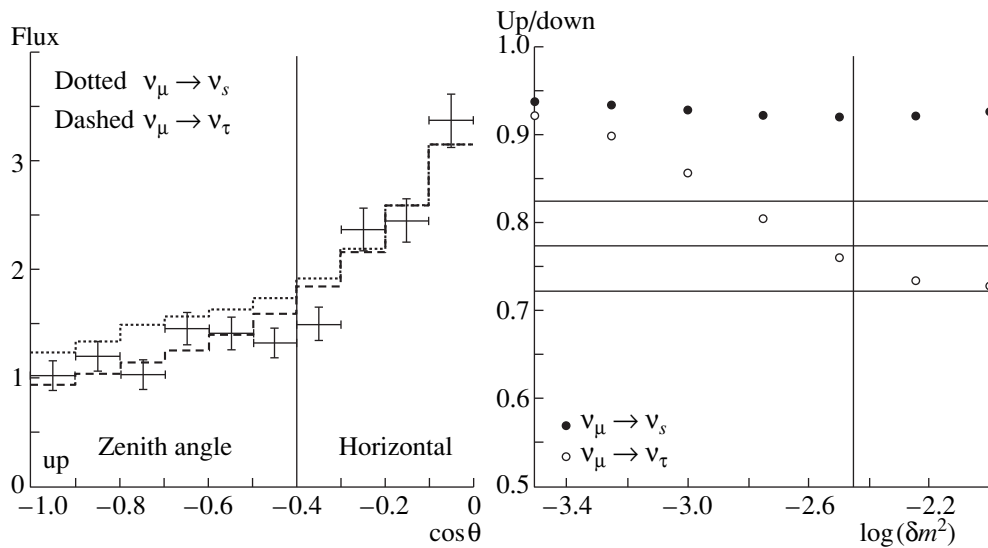 Flux
Dotted ν_μ → ν_s
Dashed ν_μ → ν_τ
3
2
1
0
up
Zenith angle
Horizontal
−1.0 −0.8 −0.6 −0.4 −0.2 0
cosθ
Up/down
1.0
0.9
0.8
0.7
0.6
0.5
ν_μ → ν_s
ν_μ → ν_τ
−3.4 −3.0 −2.6 −2.2
log(δm²)